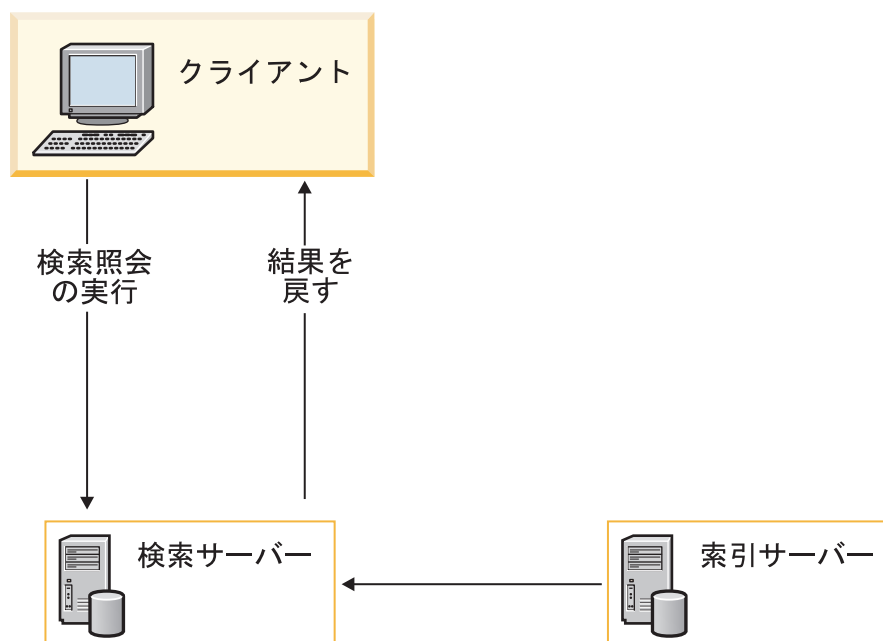 クライアント
検索照会
の実行
結果を
戻す
検索サーバー
索引サーバー